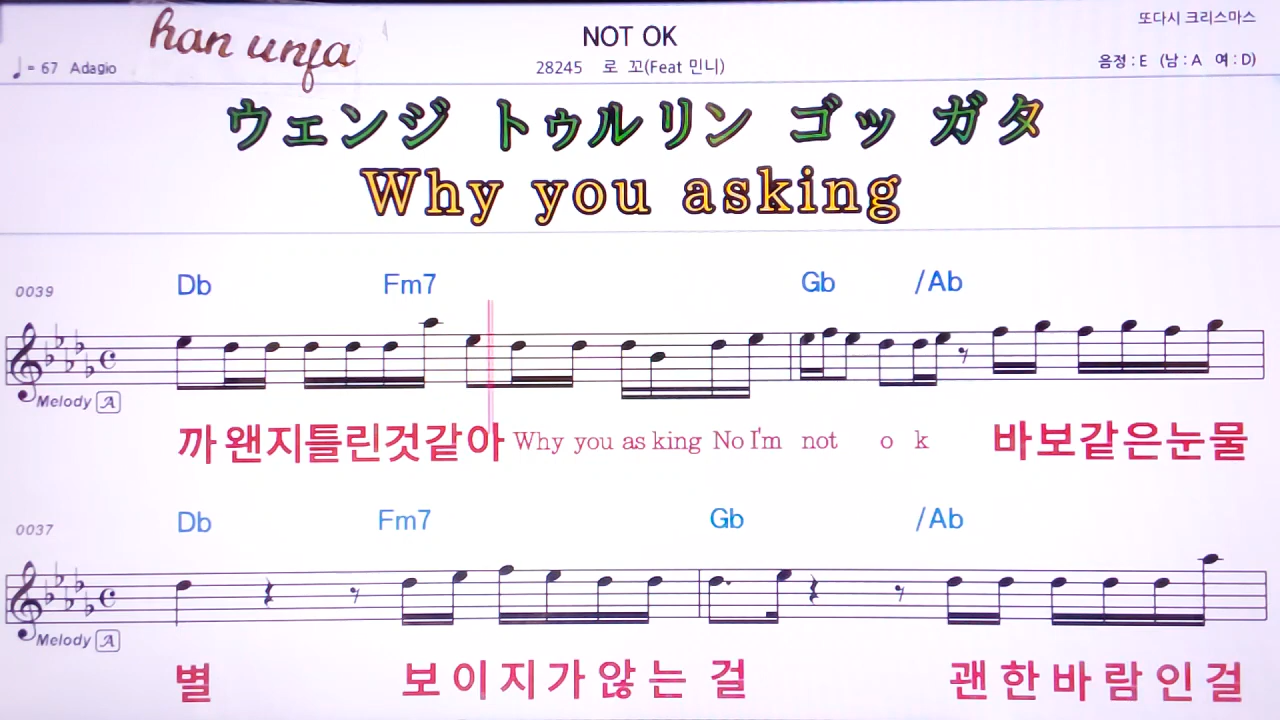 또다시 크리스마스
han unfa
NOT OK
♩= 67 Adagio
28245 로 꼬(Feat 민니)
음정 : E (남 : A 여 : D)
ウェンジ トゥルリン ゴッ ガタ
Why you asking
0039
Db Fm7 Gb /Ab
Melody A
까 왠지틀린것같아 Why you as king No I'm not o k 바보같은눈물
0037
Db Fm7 Gb /Ab
Melody A
별 보이지가않는 걸 괜한바람인걸